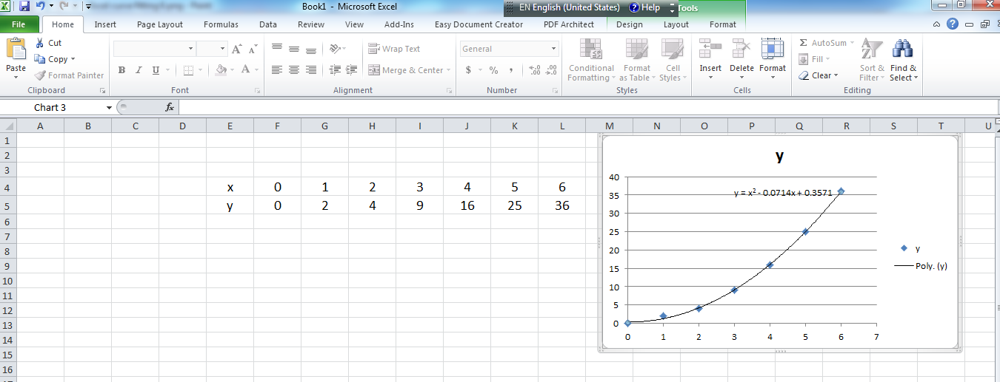 Book1 - Microsoft Excel
EN English (United States) Help
Tools
File Home Insert Page Layout Formulas Data Review View Add-Ins Easy Document Creator PDF Architect Design Layout Format
Paste
Cut
Copy
Format Painter
Clipboard
B I U A
Font
Wrap Text
Merge & Center
Alignment
General
$ % ,
Number
Conditional Formatting
Format as Table
Cell Styles
Styles
Insert Delete Format
Cells
Σ AutoSum
Fill
Clear
Sort & Filter
Find & Select
Editing
Chart 3 fx
A B C D E F G H I J K L M N O P Q R S T U
1
2
3
4 x 0 1 2 3 4 5 6
5 y 0 2 4 9 16 25 36
6
7
8
9
10
11
12
13
14
15
16
y
40
35
30
25
20
15
10
5
0
0 1 2 3 4 5 6 7
y = x² - 0.0714x + 0.3571
y
Poly. (y)